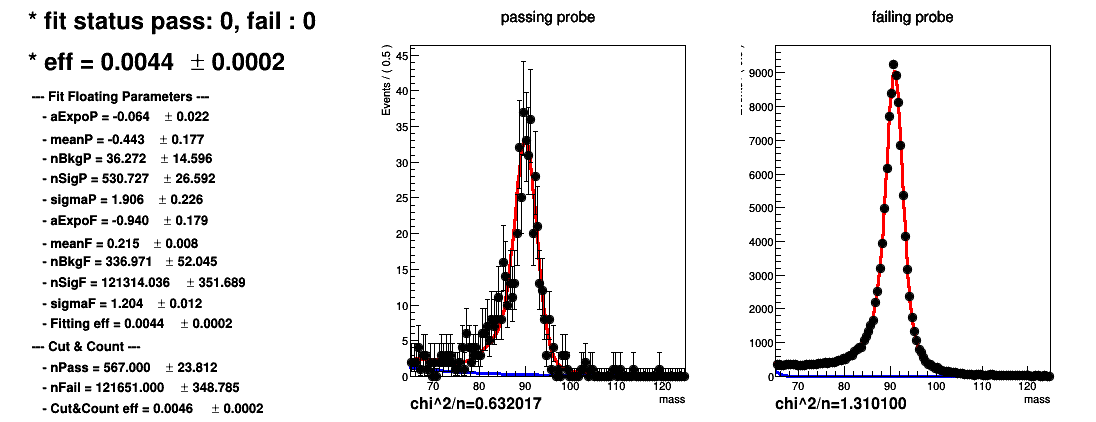 * fit status pass: 0, fail : 0
* eff = 0.0044 ± 0.0002
--- Fit Floating Parameters ---
- aExpoP = -0.064 ± 0.022
- meanP = -0.443 ± 0.177
- nBkgP = 36.272 ± 14.596
- nSigP = 530.727 ± 26.592
- sigmaP = 1.906 ± 0.226
- aExpoF = -0.940 ± 0.179
- meanF = 0.215 ± 0.008
- nBkgF = 336.971 ± 52.045
- nSigF = 121314.036 ± 351.689
- sigmaF = 1.204 ± 0.012
- Fitting eff = 0.0044 ± 0.0002
--- Cut & Count ---
- nPass = 567.000 ± 23.812
- nFail = 121651.000 ± 348.785
- Cut&Count eff = 0.0046 ± 0.0002
passing probe
Events / ( 0.5 )
45
40
35
30
25
20
15
10
5
0
70 80 90 100 110 120
mass
chi^2/n=0.632017
failing probe
9000
8000
7000
6000
5000
4000
3000
2000
1000
0
70 80 90 100 110 120
mass
chi^2/n=1.310100